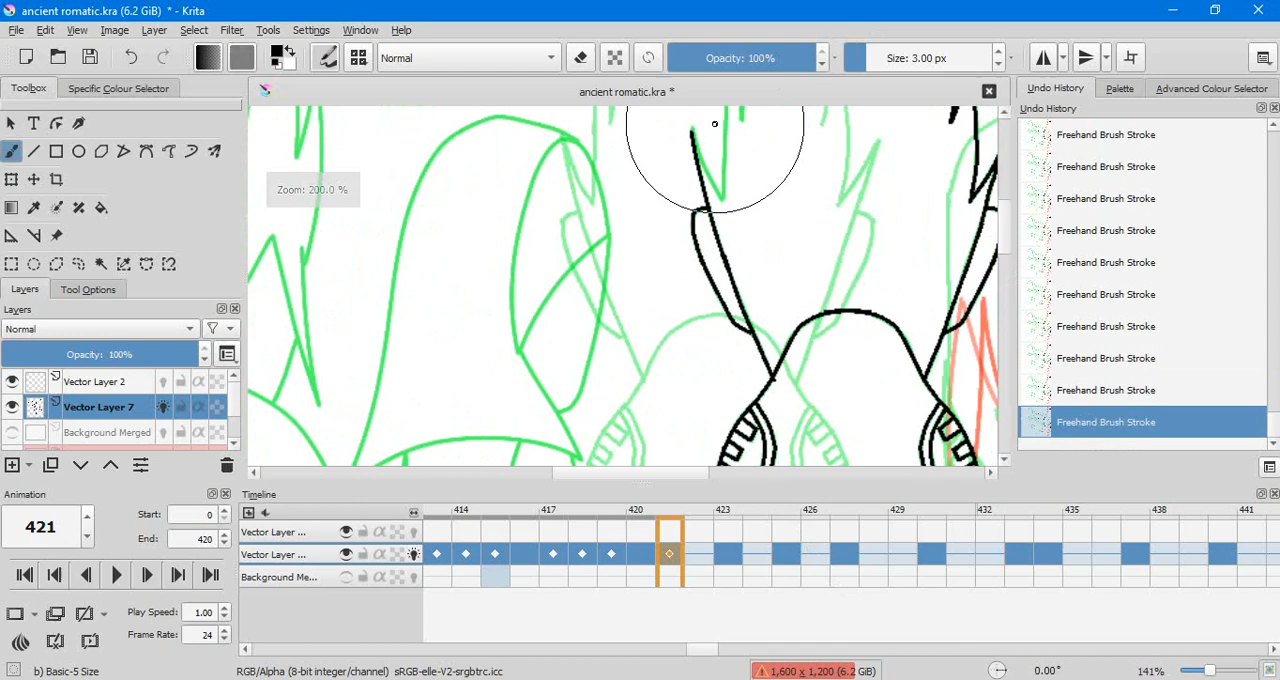 ancient romatic.kra (6.2 GiB) * - Krita
File Edit View Image Layer Select Filter Tools Settings Window Help
Normal Opacity: 100% Size: 3.00 px
Toolbox Specific Colour Selector
ancient romatic.kra *
Undo History Palette Advanced Colour Selector
Undo History
Freehand Brush Stroke
Freehand Brush Stroke
Freehand Brush Stroke
Freehand Brush Stroke
Freehand Brush Stroke
Freehand Brush Stroke
Freehand Brush Stroke
Freehand Brush Stroke
Freehand Brush Stroke
Freehand Brush Stroke
Zoom: 200.0 %
Layers Tool Options
Layers
Normal
Opacity: 100%
Vector Layer 2
Vector Layer 7
Background Merged
Animation
421
Start: 0
End: 420
Play Speed: 1.00
Frame Rate: 24
Timeline
414 417 420 423 426 429 432 435 438 441
Vector Layer ...
Vector Layer ...
Background Me...
b) Basic-5 Size
RGB/Alpha (8-bit integer/channel) sRGB-elle-V2-srgbtrc.icc
1,600 x 1,200 (6.2 GiB)
0.00°
141%